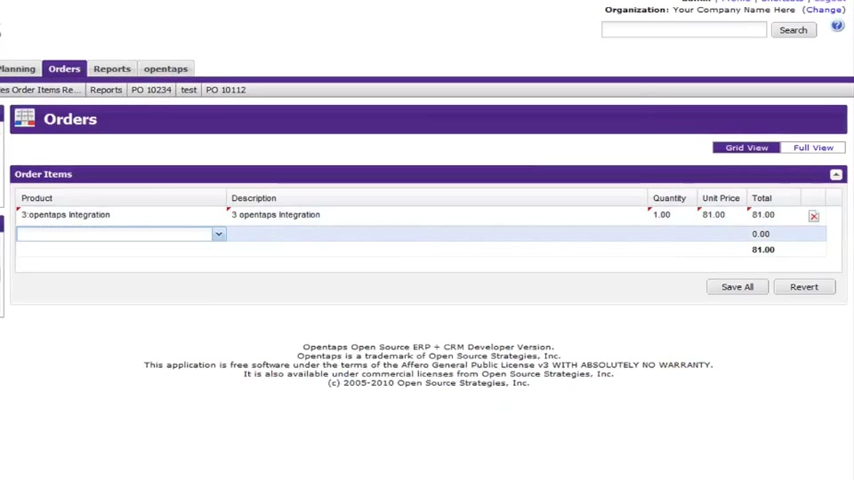 Organization: Your Company Name Here (Change)
Search
Planning Orders Reports opentaps
es Order Items Re... Reports PO 10234 test PO 10112
Orders
Grid View Full View
Order Items
Product Description Quantity Unit Price Total
3:opentaps Integration 3 opentaps Integration 1.00 81.00 81.00
0.00
81.00
Save All Revert
Opentaps Open Source ERP + CRM Developer Version.
Opentaps is a trademark of Open Source Strategies, Inc.
This application is free software under the terms of the Affero General Public License v3 WITH ABSOLUTELY NO WARRANTY.
It is also available under commercial licenses from Open Source Strategies, Inc.
(c) 2005-2010 Open Source Strategies, Inc.